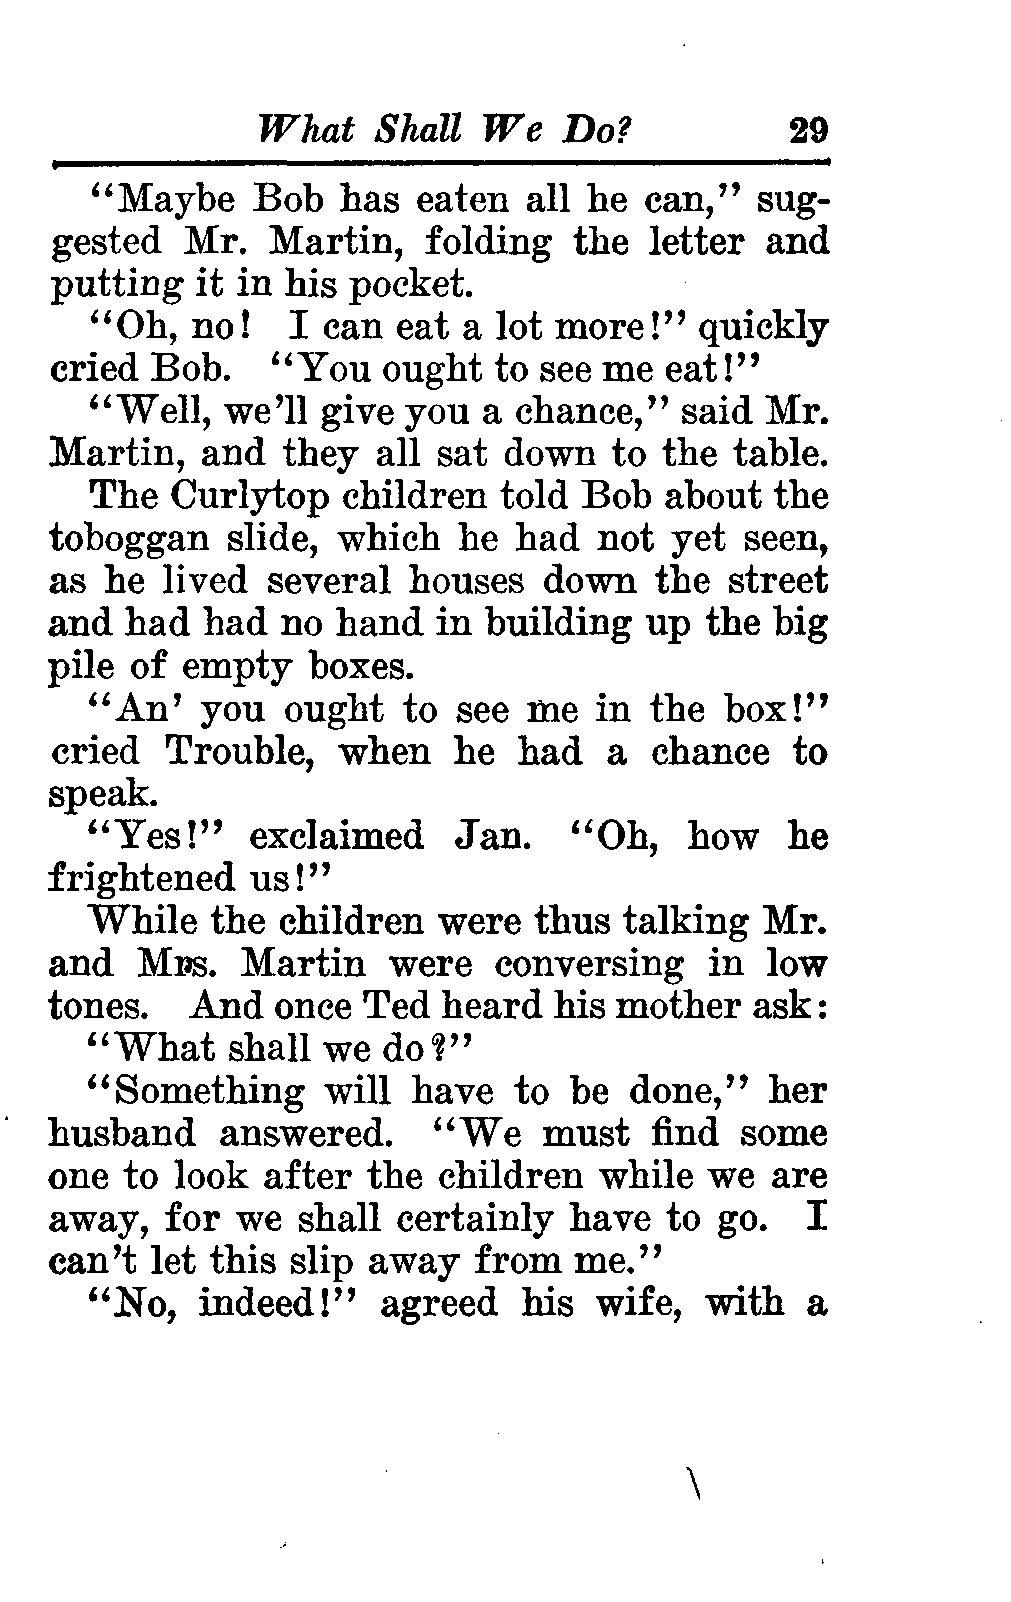 What Shall We Do? 29
“Maybe Bob has eaten all he can,” sug-
gested Mr. Martin, folding the letter and
putting it in his pocket.
“Oh, no! I can eat a lot more!” quickly
cried Bob. “You ought to see me eat!”
“Well, we’ll give you a chance,” said Mr.
Martin, and they all sat down to the table.
The Curlytop children told Bob about the
toboggan slide, which he had not yet seen,
as he lived several houses down the street
and had had no hand in building up the big
pile of empty boxes.
“An’ you ought to see me in the box!”
cried Trouble, when he had a chance to
speak.
“Yes!” exclaimed Jan. “Oh, how he
frightened us!”
While the children were thus talking Mr.
and Mrs. Martin were conversing in low
tones. And once Ted heard his mother ask:
“What shall we do?”
“Something will have to be done,” her
husband answered. “We must find some
one to look after the children while we are
away, for we shall certainly have to go. I
can’t let this slip away from me.”
“No, indeed!” agreed his wife, with a